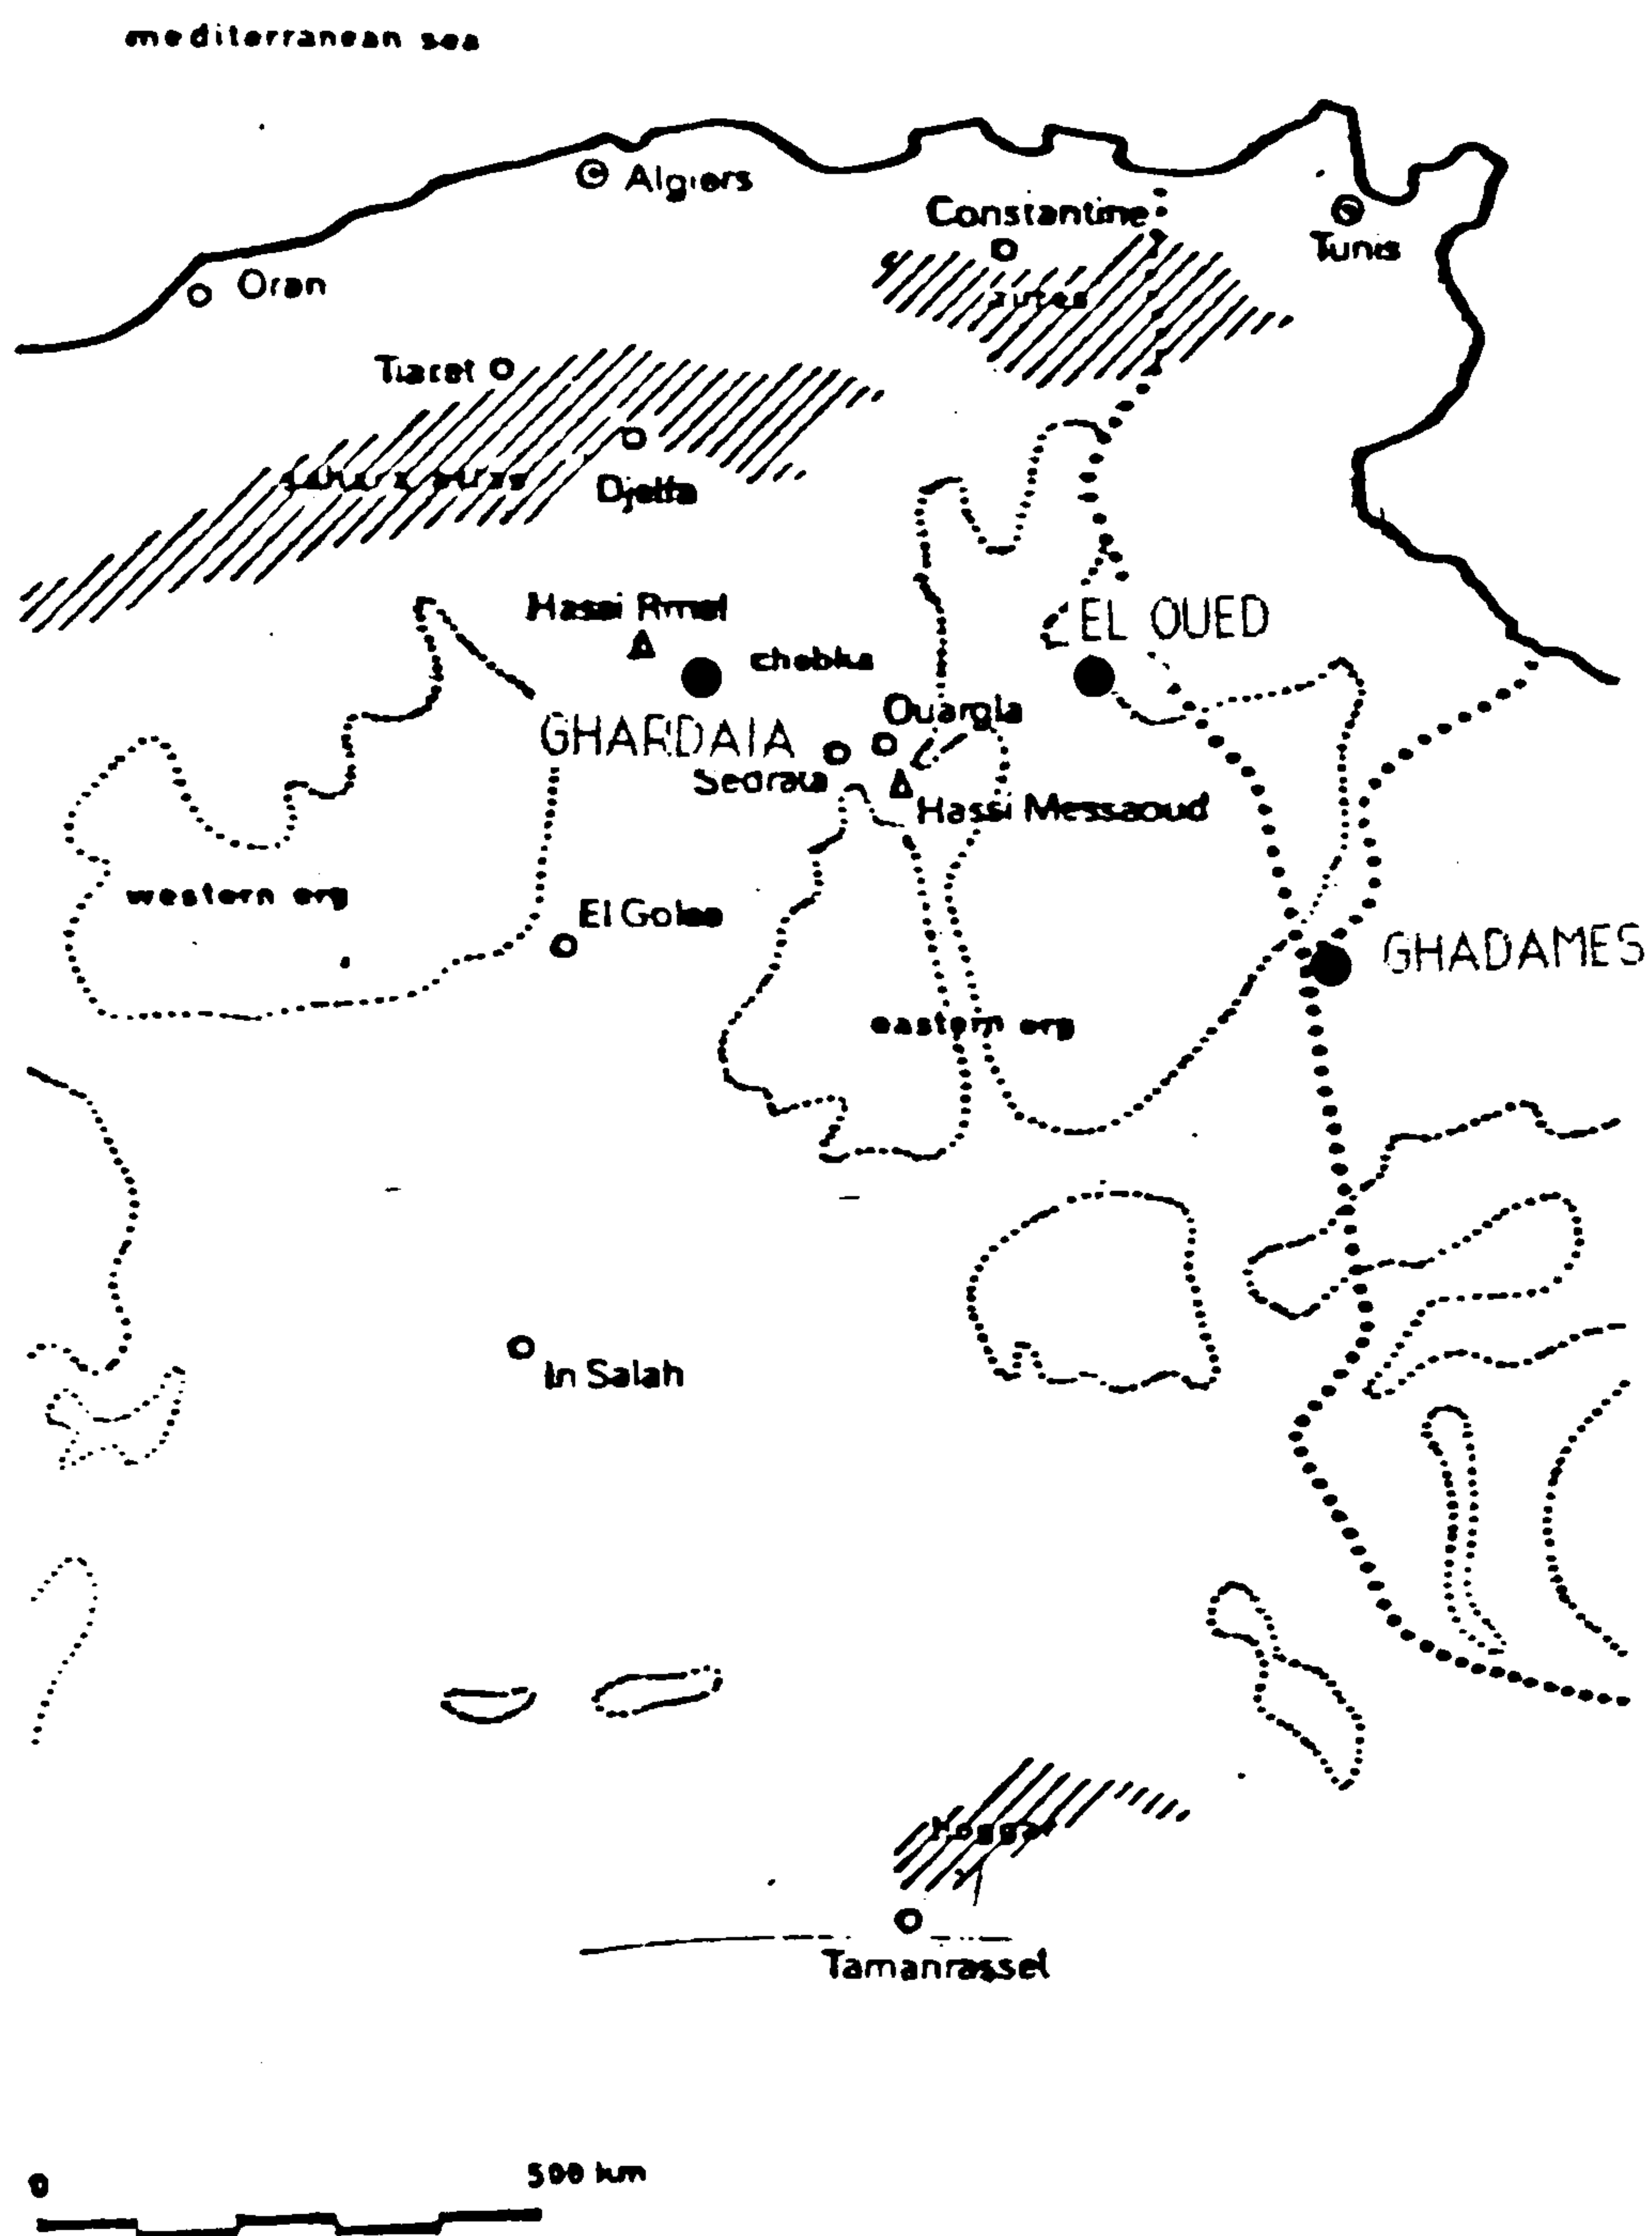 mediterranean sea
Algiers
Constantine
Tunis
Oran
Tiaret
Djelfa
Hassi Rmel
EL OUED
chebka
Ouargla
GHARDAIA
Sedrata
Hassi Messaoud
western erg
El Golea
GHADAMES
eastern erg
In Salah
hoggar
Tamanrasset
0
500 km